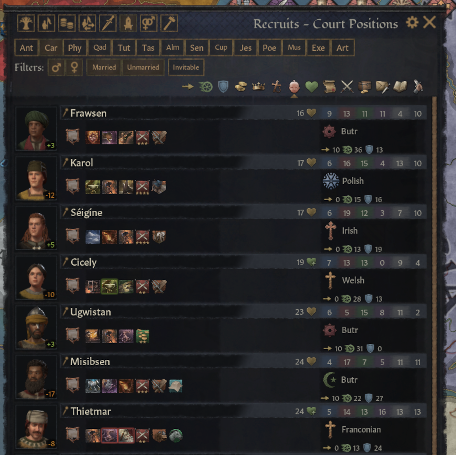 Recruits – Court Positions
Ant Car Phy Qad Tut Tas Alm Sen Cup Jes Poe Mus Exe Art
Filters: Married Unmarried Invitable
Frawsen 16 9 13 11 11 4 10
+3 Butr
10 36 13
Karol 17 6 16 15 4 13 10
-12 Polish
0 15 16
Séigíne 17 6 19 12 3 7 10
+5 Irish
0 13 19
Cicely 19 7 13 13 0 9 4
-10 Welsh
0 28 13
Ugwistan 23 6 5 15 8 11 2
+3 Butr
10 31 0
Misibsen 24 4 17 7 5 11 11
-17 Butr
10 22 27
Thietmar 24 5 14 13 16 13 13
-8 Franconian
0 13 24